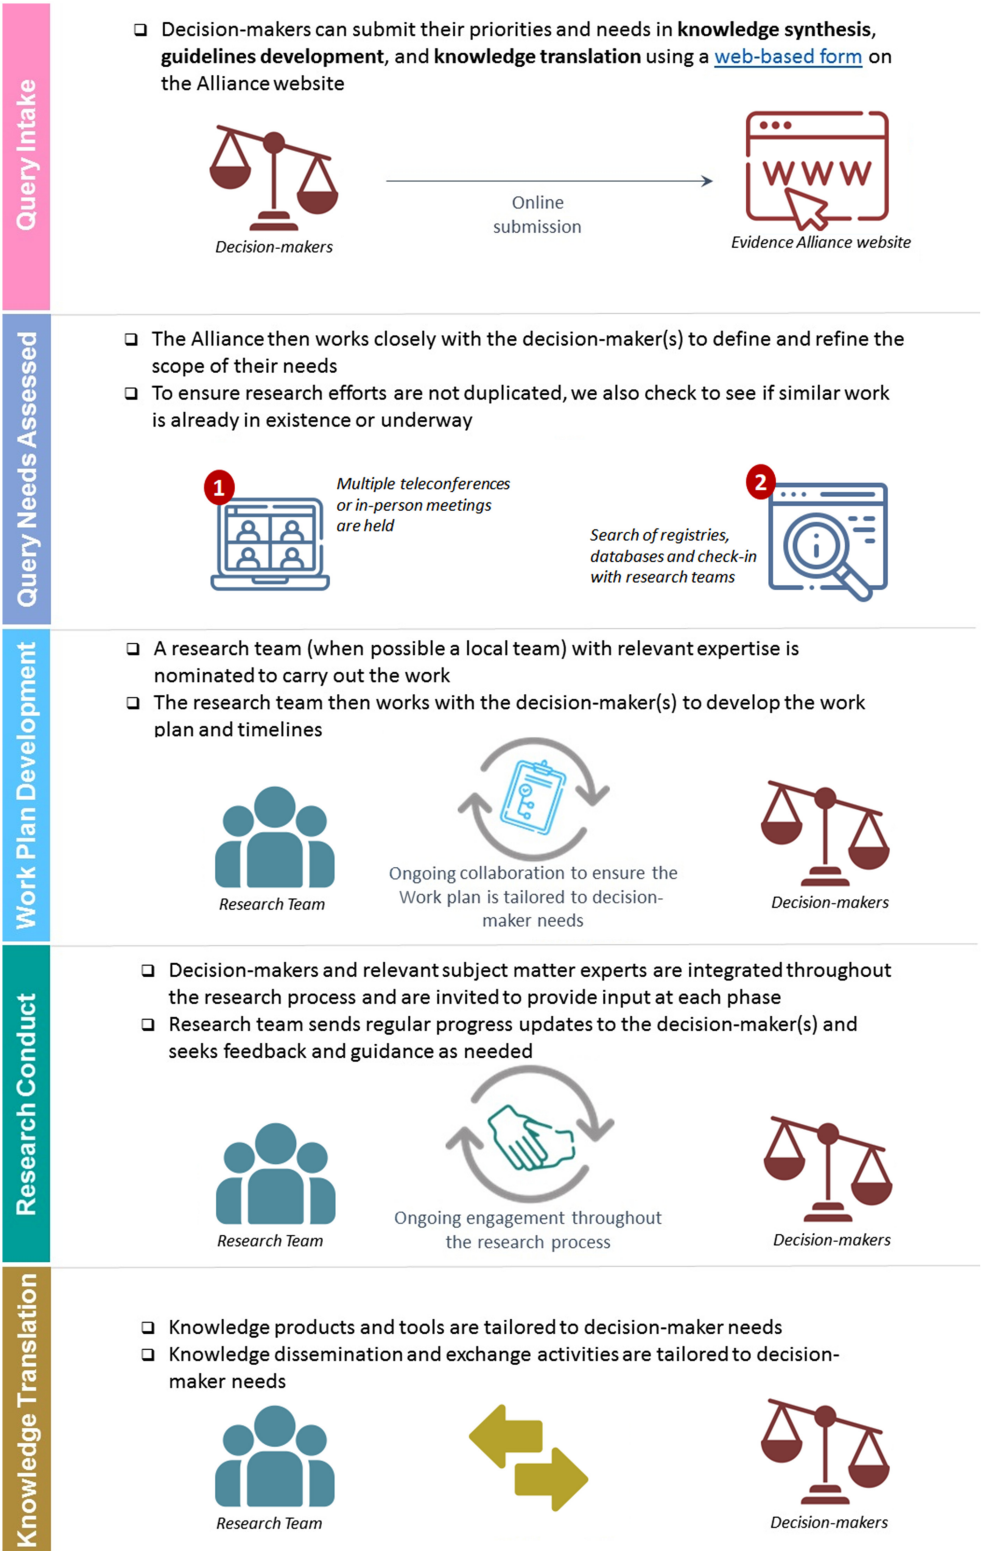 Query Intake
❑ Decision-makers can submit their priorities and needs in knowledge synthesis,
guidelines development, and knowledge translation using a web-based form on
the Alliance website
WWW
Online
submission
Decision-makers
Evidence Alliance website
Query Needs Assessed
❑ The Alliance then works closely with the decision-maker(s) to define and refine the
scope of their needs
❑ To ensure research efforts are not duplicated, we also check to see if similar work
is already in existence or underway
1
Multiple teleconferences
or in-person meetings
are held
2
i
Search of registries,
databases and check-in
with research teams
Work Plan Development
❑ A research team (when possible a local team) with relevant expertise is
nominated to carry out the work
❑ The research team then works with the decision-maker(s) to develop the work
plan and timelines
Research Team
Ongoing collaboration to ensure the
Work plan is tailored to decision-
maker needs
Decision-makers
Research Conduct
❑ Decision-makers and relevant subject matter experts are integrated throughout
the research process and are invited to provide input at each phase
❑ Research team sends regular progress updates to the decision-maker(s) and
seeks feedback and guidance as needed
Research Team
Ongoing engagement throughout
the research process
Decision-makers
Knowledge Translation
❑ Knowledge products and tools are tailored to decision-maker needs
❑ Knowledge dissemination and exchange activities are tailored to decision-
maker needs
Research Team
Decision-makers